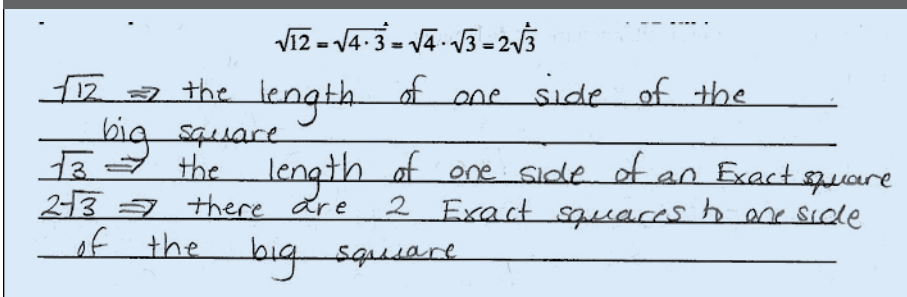 √12 = √4·3 = √4 · √3 = 2√3
√12 ⇒ the length of one side of the
big square
√3 ⇒ the length of one side of an Exact square
2√3 ⇒ there are 2 Exact squares to one side
of the big square